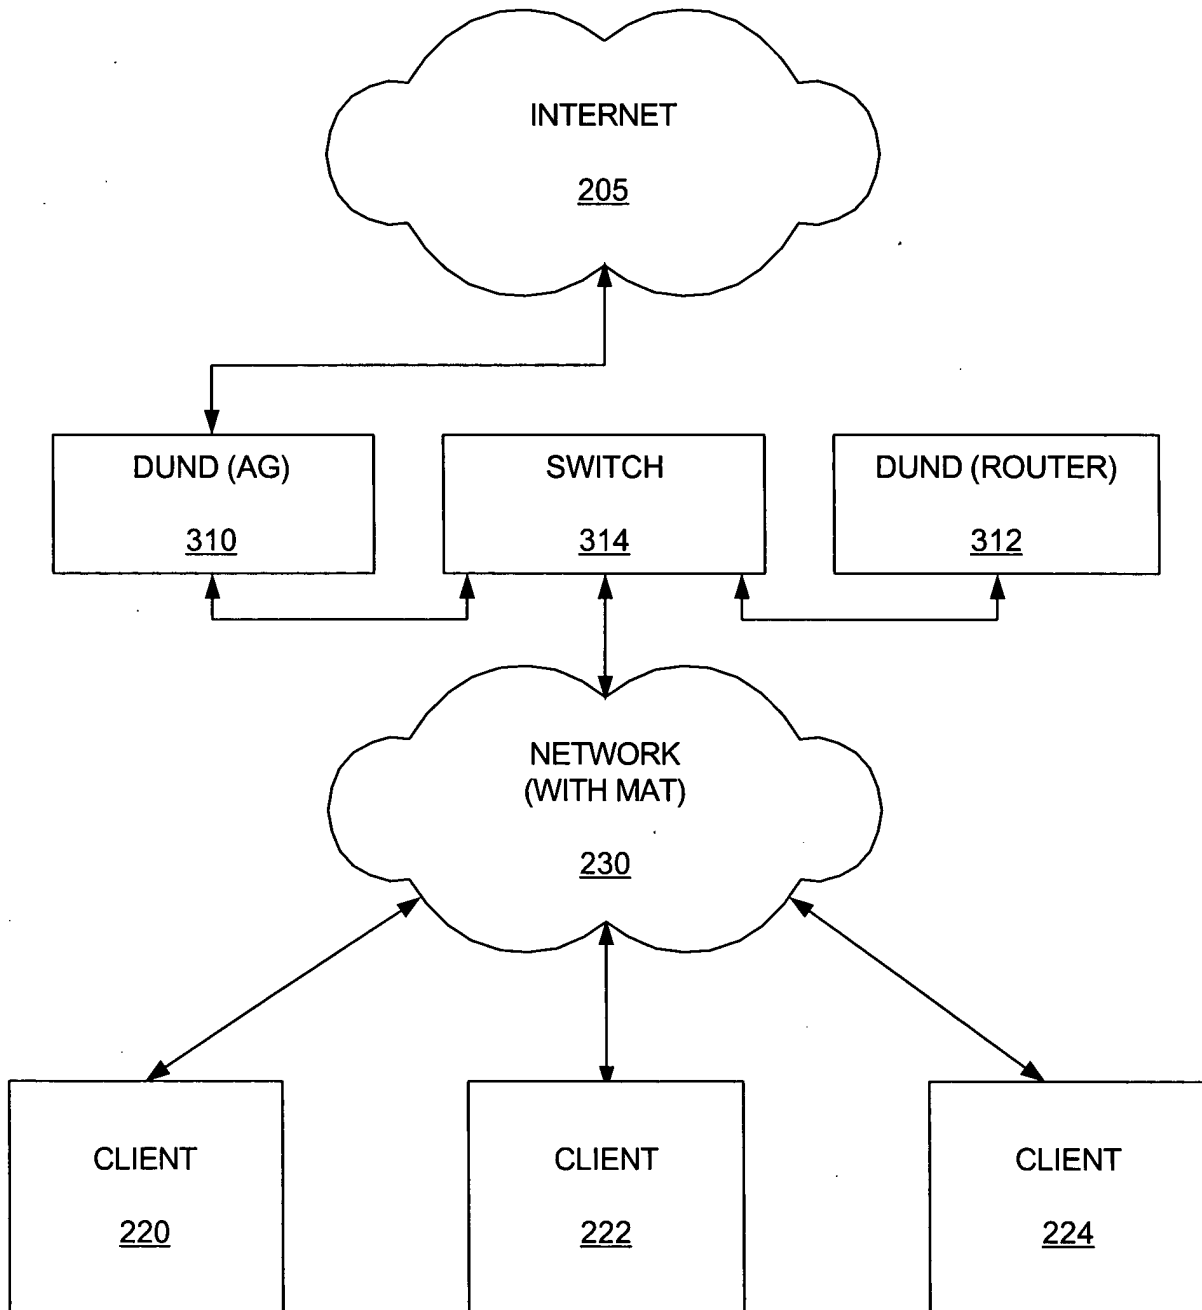 INTERNET
205
DUND (AG)
310
SWITCH
314
DUND (ROUTER)
312
NETWORK
(WITH MAT)
230
CLIENT
220
CLIENT
222
CLIENT
224